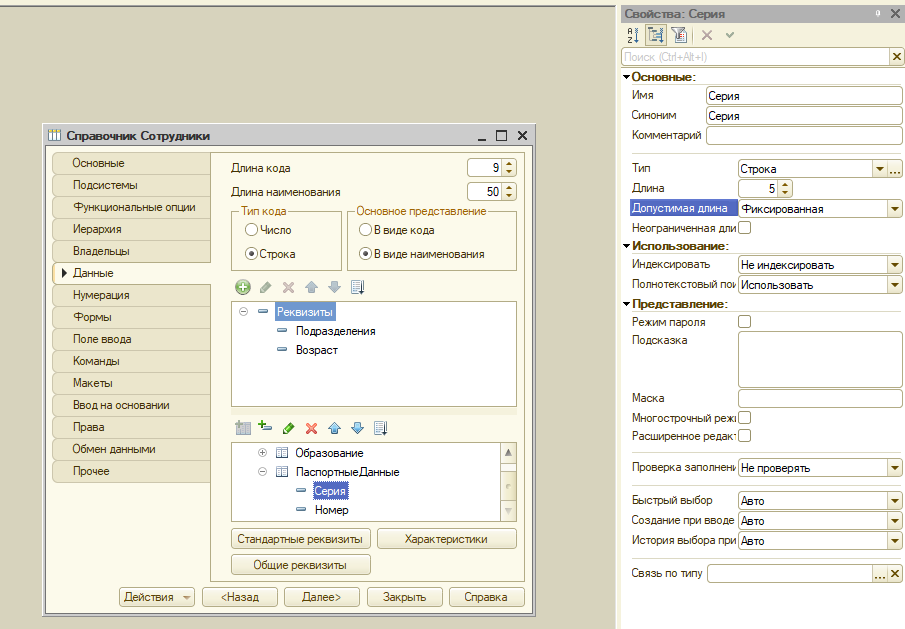 Справочник Сотрудники
Основные
Подсистемы
Функциональные опции
Иерархия
Владельцы
Данные
Нумерация
Формы
Поле ввода
Команды
Макеты
Ввод на основании
Права
Обмен данными
Прочее
Длина кода 9
Длина наименования 50
Тип кода
Число
Строка
Основное представление
В виде кода
В виде наименования
Реквизиты
Подразделения
Возраст
Образование
ПаспортныеДанные
Серия
Номер
Стандартные реквизиты Характеристики
Общие реквизиты
Действия <Назад Далее> Закрыть Справка
Свойства: Серия
Поиск (Ctrl+Alt+I)
Основные:
Имя Серия
Синоним Серия
Комментарий
Тип Строка ...
Длина 5
Допустимая длина Фиксированная
Неограниченная дли
Использование:
Индексировать Не индексировать
Полнотекстовый пои Использовать
Представление:
Режим пароля
Подсказка
Маска
Многострочный режи
Расширенное редакт
Проверка заполнени Не проверять
Быстрый выбор Авто
Создание при вводе Авто
История выбора при Авто
Связь по типу ...